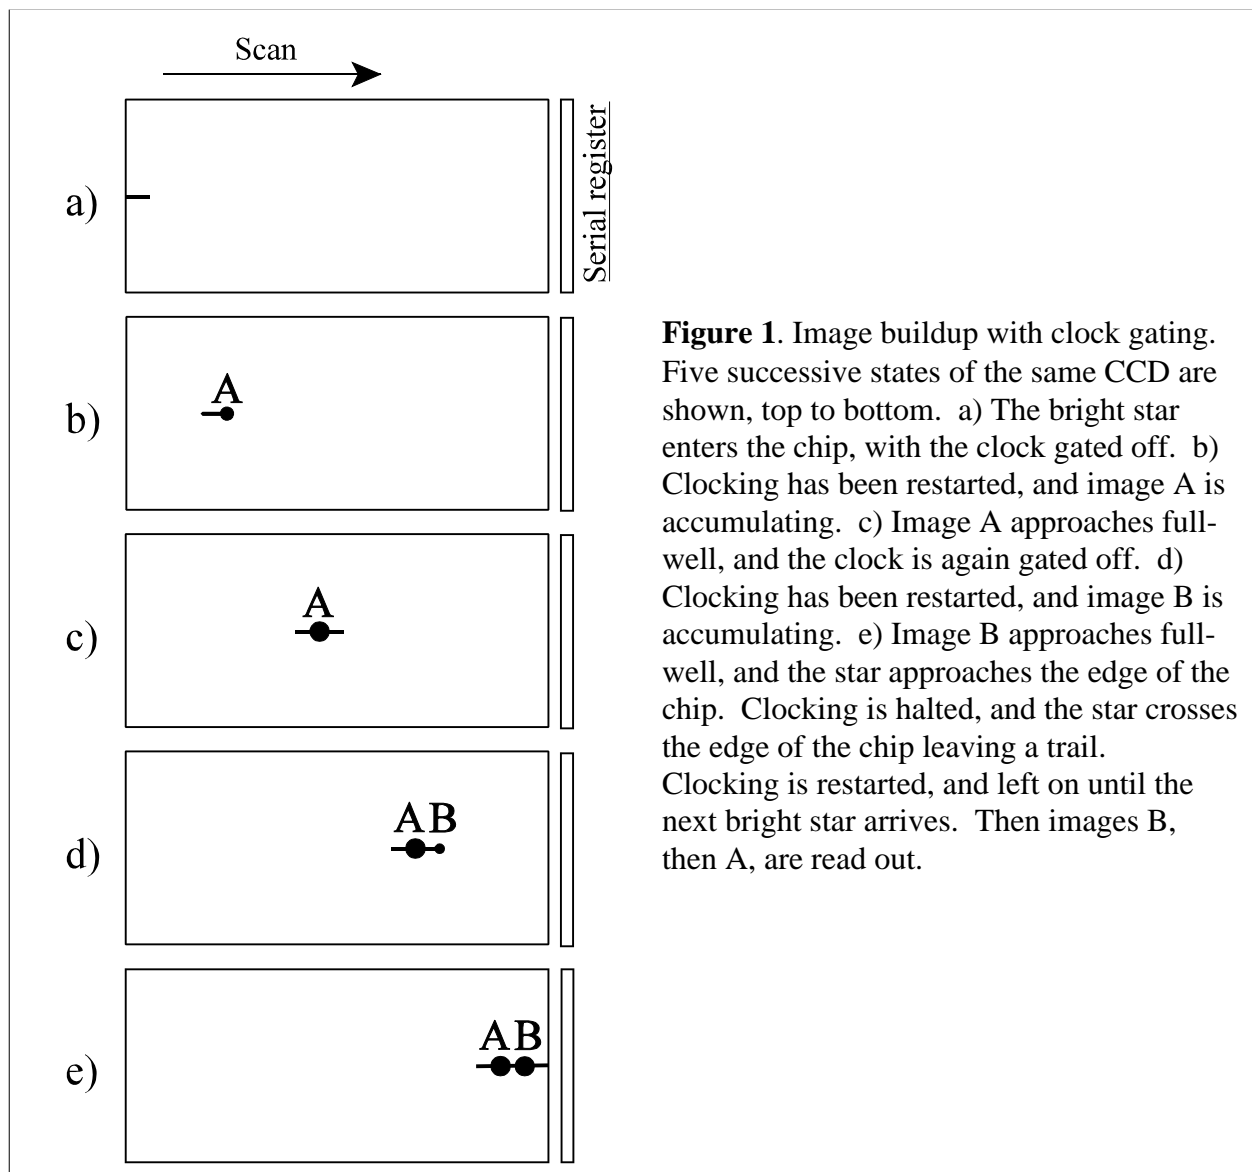 Scan
Serial register
a)
A
b)
A
c)
A B
d)
A B
e)
Figure 1. Image buildup with clock gating.
Five successive states of the same CCD are
shown, top to bottom. a) The bright star
enters the chip, with the clock gated off. b)
Clocking has been restarted, and image A is
accumulating. c) Image A approaches full-
well, and the clock is again gated off. d)
Clocking has been restarted, and image B is
accumulating. e) Image B approaches full-
well, and the star approaches the edge of the
chip. Clocking is halted, and the star crosses
the edge of the chip leaving a trail.
Clocking is restarted, and left on until the
next bright star arrives. Then images B,
then A, are read out.